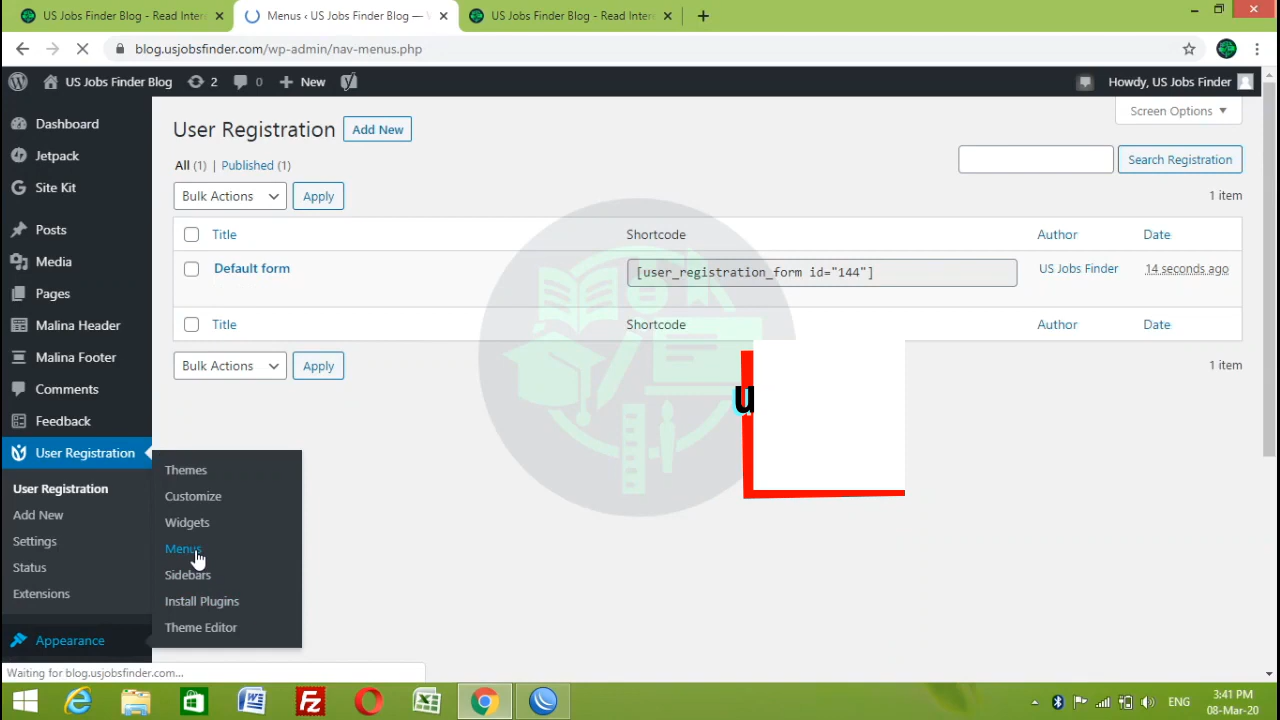 US Jobs Finder Blog - Read Inter
Menus ‹ US Jobs Finder Blog —
US Jobs Finder Blog - Read Inter
blog.usjobsfinder.com/wp-admin/nav-menus.php
US Jobs Finder Blog 2 0 New
Howdy, US Jobs Finder
Dashboard
Jetpack
Site Kit
Posts
Media
Pages
Malina Header
Malina Footer
Comments
Feedback
User Registration
User Registration
Add New
Settings
Status
Extensions
Appearance
Themes
Customize
Widgets
Menus
Sidebars
Install Plugins
Theme Editor
Screen Options
User Registration Add New
All (1) | Published (1)
Search Registration
Bulk Actions Apply
1 item
Title Shortcode Author Date
Default form [user_registration_form id="144"] US Jobs Finder 14 seconds ago
Title Shortcode Author Date
Bulk Actions Apply
1 item
u
Waiting for blog.usjobsfinder.com...
ENG
3:41 PM
08-Mar-20